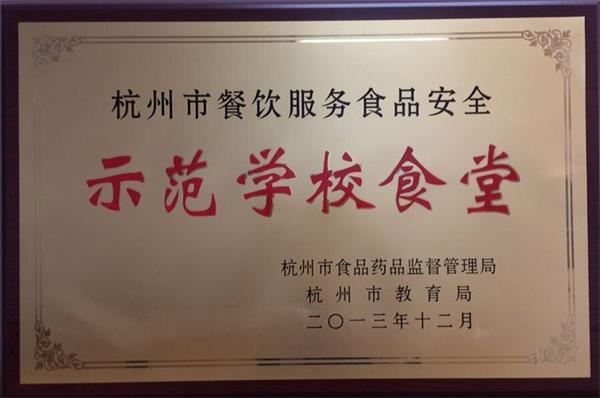 杭州市餐饮服务食品安全
示范学校食堂
杭州市食品药品监督管理局
杭州市教育局
二〇一三年十二月